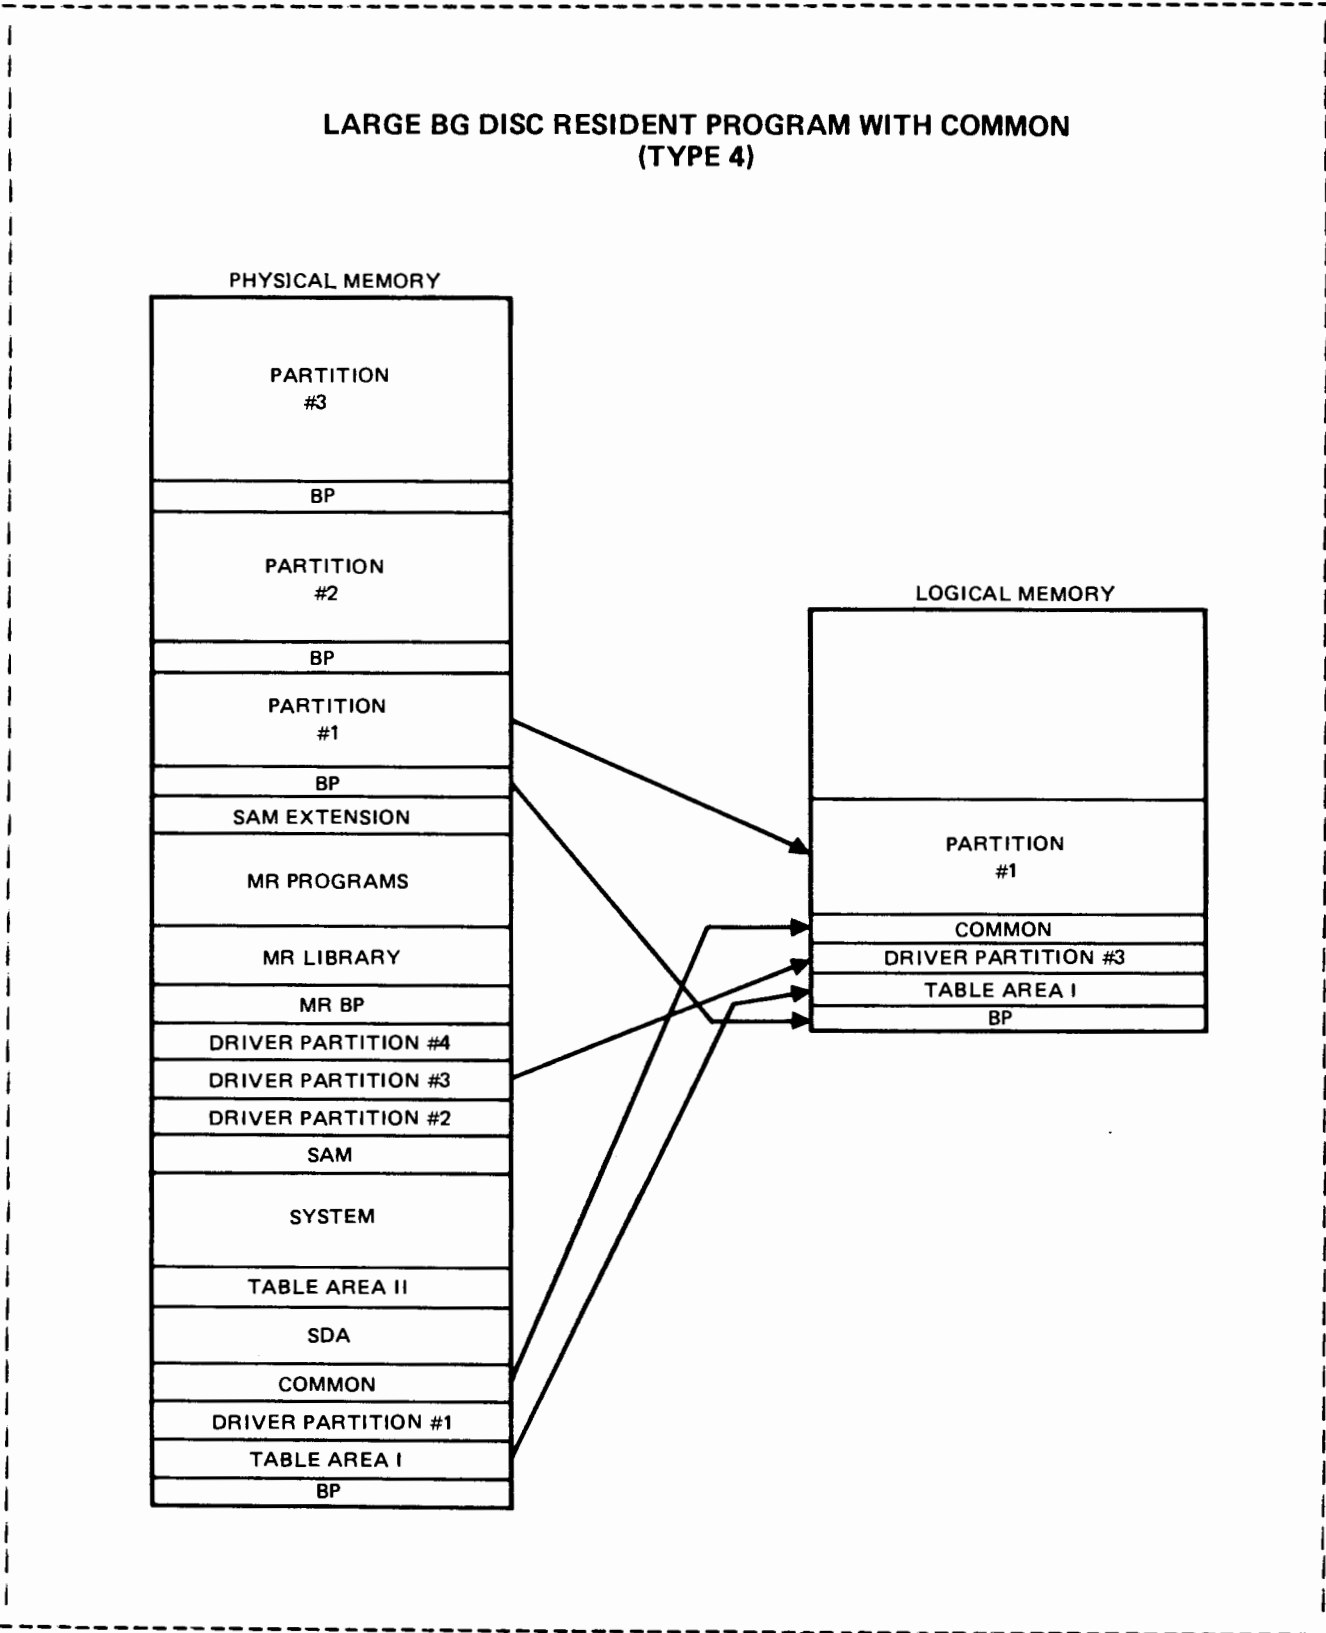 LARGE BG DISC RESIDENT PROGRAM WITH COMMON
(TYPE 4)
PHYSICAL MEMORY
PARTITION
#3
BP
PARTITION
#2
BP
PARTITION
#1
BP
SAM EXTENSION
MR PROGRAMS
MR LIBRARY
MR BP
DRIVER PARTITION #4
DRIVER PARTITION #3
DRIVER PARTITION #2
SAM
SYSTEM
TABLE AREA II
SDA
COMMON
DRIVER PARTITION #1
TABLE AREA I
BP
LOGICAL MEMORY
PARTITION
#1
COMMON
DRIVER PARTITION #3
TABLE AREA I
BP